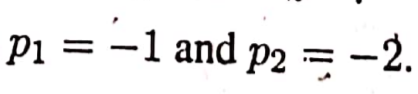 p₁ = −1 and p₂ = −2.